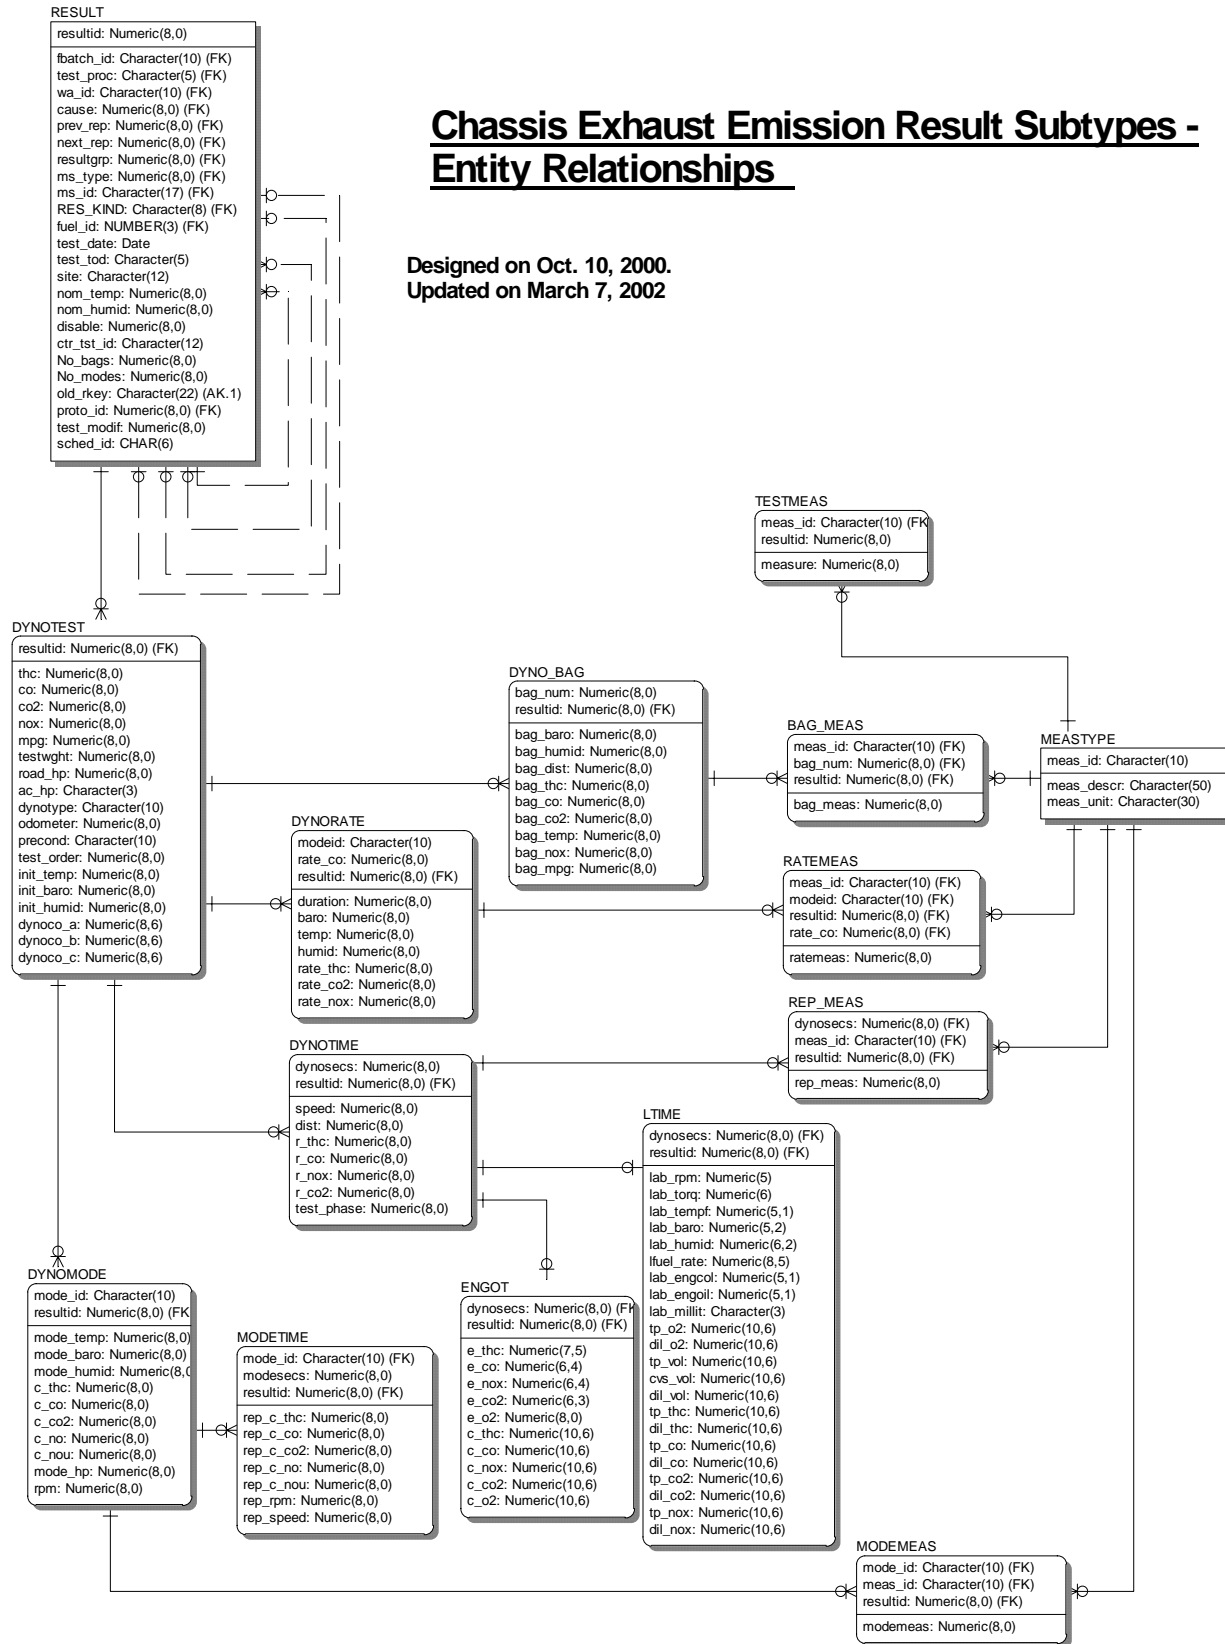 RESULT
resultid: Numeric(8,0)
fbatch_id: Character(10) (FK)
test_proc: Character(5) (FK)
wa_id: Character(10) (FK)
cause: Numeric(8,0) (FK)
prev_rep: Numeric(8,0) (FK)
next_rep: Numeric(8,0) (FK)
resultgrp: Numeric(8,0) (FK)
ms_type: Numeric(8,0) (FK)
ms_id: Character(17) (FK)
RES_KIND: Character(8) (FK)
fuel_id: NUMBER(3) (FK)
test_date: Date
test_tod: Character(5)
site: Character(12)
nom_temp: Numeric(8,0)
nom_humid: Numeric(8,0)
disable: Numeric(8,0)
ctr_tst_id: Character(12)
No_bags: Numeric(8,0)
No_modes: Numeric(8,0)
old_rkey: Character(22) (AK.1)
proto_id: Numeric(8,0) (FK)
test_modif: Numeric(8,0)
sched_id: CHAR(6)
Chassis Exhaust Emission Result Subtypes -
Entity Relationships
Designed on Oct. 10, 2000.
Updated on March 7, 2002
TESTMEAS
meas_id: Character(10) (FK
resultid: Numeric(8,0)
measure: Numeric(8,0)
DYNOTEST
resultid: Numeric(8,0) (FK)
thc: Numeric(8,0)
co: Numeric(8,0)
co2: Numeric(8,0)
nox: Numeric(8,0)
mpg: Numeric(8,0)
testwght: Numeric(8,0)
road_hp: Numeric(8,0)
ac_hp: Character(3)
dynotype: Character(10)
odometer: Numeric(8,0)
precond: Character(10)
test_order: Numeric(8,0)
init_temp: Numeric(8,0)
init_baro: Numeric(8,0)
init_humid: Numeric(8,0)
dynoco_a: Numeric(8,6)
dynoco_b: Numeric(8,6)
dynoco_c: Numeric(8,6)
DYNO_BAG
bag_num: Numeric(8,0)
resultid: Numeric(8,0) (FK)
bag_baro: Numeric(8,0)
bag_humid: Numeric(8,0)
bag_dist: Numeric(8,0)
bag_thc: Numeric(8,0)
bag_co: Numeric(8,0)
bag_co2: Numeric(8,0)
bag_temp: Numeric(8,0)
bag_nox: Numeric(8,0)
bag_mpg: Numeric(8,0)
BAG_MEAS
meas_id: Character(10) (FK)
bag_num: Numeric(8,0) (FK)
resultid: Numeric(8,0) (FK)
bag_meas: Numeric(8,0)
MEASTYPE
meas_id: Character(10)
meas_descr: Character(50)
meas_unit: Character(30)
DYNORATE
modeid: Character(10)
rate_co: Numeric(8,0)
resultid: Numeric(8,0) (FK)
duration: Numeric(8,0)
baro: Numeric(8,0)
temp: Numeric(8,0)
humid: Numeric(8,0)
rate_thc: Numeric(8,0)
rate_co2: Numeric(8,0)
rate_nox: Numeric(8,0)
RATEMEAS
meas_id: Character(10) (FK)
modeid: Character(10) (FK)
resultid: Numeric(8,0) (FK)
rate_co: Numeric(8,0) (FK)
ratemeas: Numeric(8,0)
REP_MEAS
dynosecs: Numeric(8,0) (FK)
meas_id: Character(10) (FK)
resultid: Numeric(8,0) (FK)
rep_meas: Numeric(8,0)
DYNOTIME
dynosecs: Numeric(8,0)
resultid: Numeric(8,0) (FK)
speed: Numeric(8,0)
dist: Numeric(8,0)
r_thc: Numeric(8,0)
r_co: Numeric(8,0)
r_nox: Numeric(8,0)
r_co2: Numeric(8,0)
test_phase: Numeric(8,0)
LTIME
dynosecs: Numeric(8,0) (FK)
resultid: Numeric(8,0) (FK)
lab_rpm: Numeric(5)
lab_torq: Numeric(6)
lab_tempf: Numeric(5,1)
lab_baro: Numeric(5,2)
lab_humid: Numeric(6,2)
lfuel_rate: Numeric(8,5)
lab_engcol: Numeric(5,1)
lab_engoil: Numeric(5,1)
lab_millit: Character(3)
tp_o2: Numeric(10,6)
dil_o2: Numeric(10,6)
tp_vol: Numeric(10,6)
cvs_vol: Numeric(10,6)
dil_vol: Numeric(10,6)
tp_thc: Numeric(10,6)
dil_thc: Numeric(10,6)
tp_co: Numeric(10,6)
dil_co: Numeric(10,6)
tp_co2: Numeric(10,6)
dil_co2: Numeric(10,6)
tp_nox: Numeric(10,6)
dil_nox: Numeric(10,6)
DYNOMODE
mode_id: Character(10)
resultid: Numeric(8,0) (FK
mode_temp: Numeric(8,0)
mode_baro: Numeric(8,0)
mode_humid: Numeric(8,0
c_thc: Numeric(8,0)
c_co: Numeric(8,0)
c_co2: Numeric(8,0)
c_no: Numeric(8,0)
c_nou: Numeric(8,0)
mode_hp: Numeric(8,0)
rpm: Numeric(8,0)
MODETIME
mode_id: Character(10) (FK)
modesecs: Numeric(8,0)
resultid: Numeric(8,0) (FK)
rep_c_thc: Numeric(8,0)
rep_c_co: Numeric(8,0)
rep_c_co2: Numeric(8,0)
rep_c_no: Numeric(8,0)
rep_c_nou: Numeric(8,0)
rep_rpm: Numeric(8,0)
rep_speed: Numeric(8,0)
ENGOT
dynosecs: Numeric(8,0) (FK
resultid: Numeric(8,0) (FK)
e_thc: Numeric(7,5)
e_co: Numeric(6,4)
e_nox: Numeric(6,4)
e_co2: Numeric(6,3)
e_o2: Numeric(8,0)
c_thc: Numeric(10,6)
c_co: Numeric(10,6)
c_nox: Numeric(10,6)
c_co2: Numeric(10,6)
c_o2: Numeric(10,6)
MODEMEAS
mode_id: Character(10) (FK)
meas_id: Character(10) (FK)
resultid: Numeric(8,0) (FK)
modemeas: Numeric(8,0)